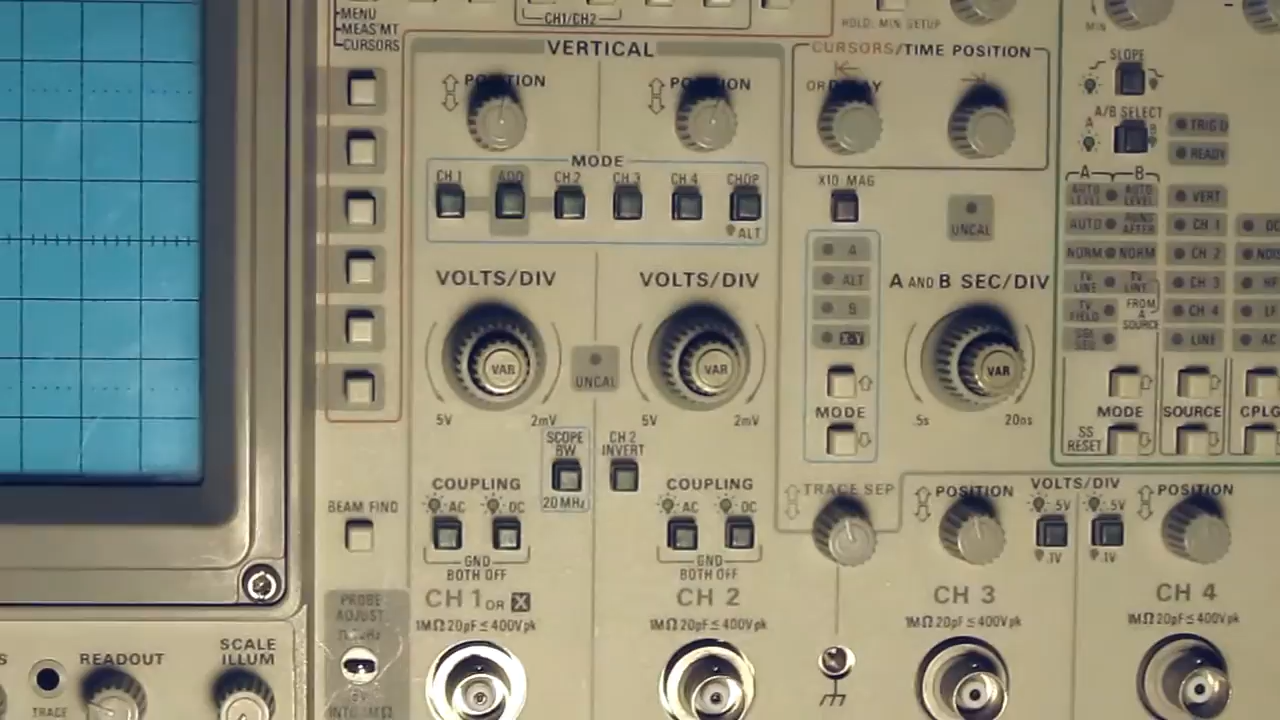 MENU
MEAS'MT
CURSORS
CH1/CH2
HOLD: MIN SETUP
MIN
VERTICAL
POSITION
POSITION
CURSORS/TIME POSITION
OR DELAY
SLOPE
A/B SELECT
A
B
TRIG'D
READY
MODE
CH 1
ADD
CH 2
CH 3
CH 4
CHOP
ALT
X10 MAG
UNCAL
A
B
AUTO LEVEL
AUTO LEVEL
VERT
AUTO
RUNS AFTER
CH 1
NORM
NORM
CH 2
TV LINE
TV LINE
CH 3
TV FIELD
FROM A SOURCE
CH 4
SGL SEQ
LINE
AC
LF
A
ALT
B
X-Y
MODE
VOLTS/DIV
VAR
5V
2mV
UNCAL
VOLTS/DIV
VAR
5V
2mV
A AND B SEC/DIV
VAR
.5s
20ns
MODE
SOURCE
CPLG
SS RESET
SCOPE BW
20 MHz
CH 2 INVERT
COUPLING
AC
DC
GND
BOTH OFF
COUPLING
AC
DC
GND
BOTH OFF
TRACE SEP
POSITION
VOLTS/DIV
.5V
.1V
.5V
.1V
POSITION
BEAM FIND
CH 1 OR X
1MΩ 20pF ≤ 400V pk
CH 2
1MΩ 20pF ≤ 400V pk
CH 3
1MΩ 20pF ≤ 400V pk
CH 4
1MΩ 20pF ≤ 400V pk
PROBE
ADJUST
READOUT
SCALE
ILLUM
TRACE